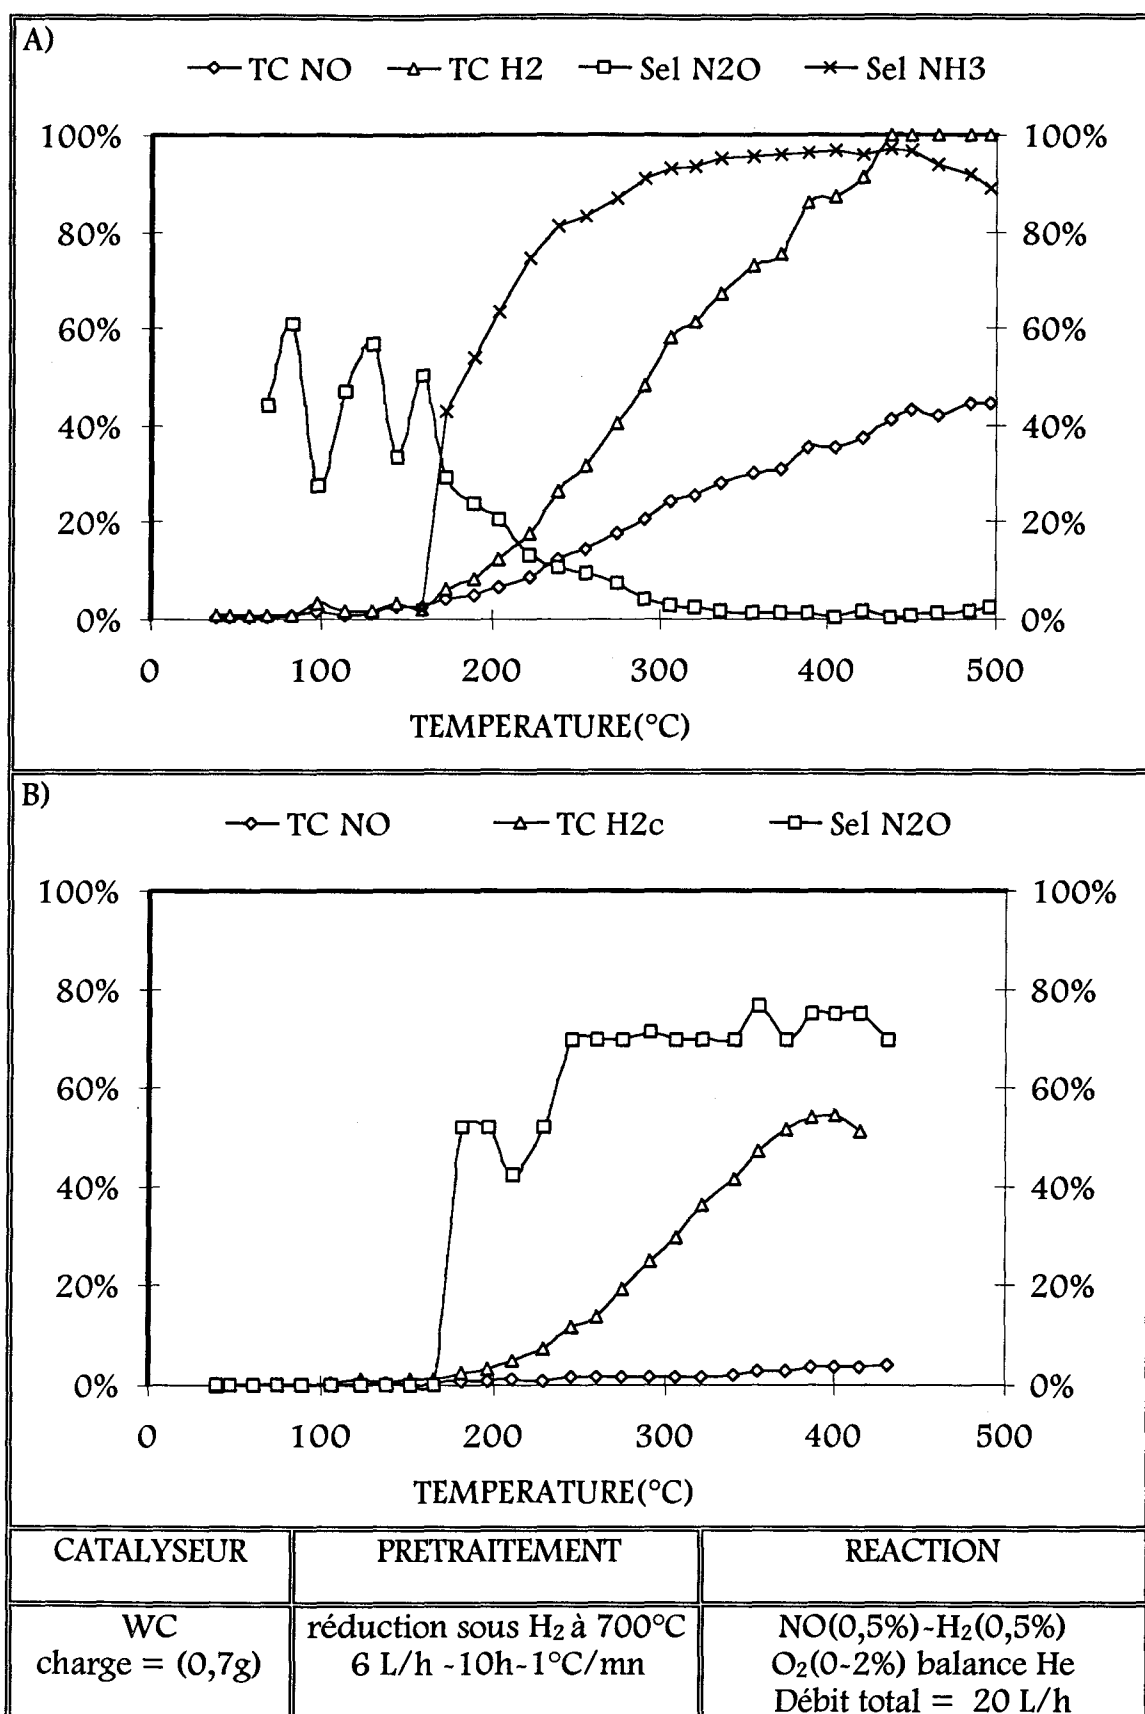 A)
TC NO TC H2 Sel N2O Sel NH3
100% 100%
80% 80%
60% 60%
40% 40%
20% 20%
0% 0%
0 100 200 300 400 500
TEMPERATURE(°C)
B)
TC NO TC H2c Sel N2O
100% 100%
80% 80%
60% 60%
40% 40%
20% 20%
0% 0%
0 100 200 300 400 500
TEMPERATURE(°C)
CATALYSEUR PRETRAITEMENT REACTION
WC réduction sous H₂ à 700°C NO(0,5%)-H₂(0,5%)
charge = (0,7g) 6 L/h -10h-1°C/mn O₂(0-2%) balance He
Débit total = 20 L/h